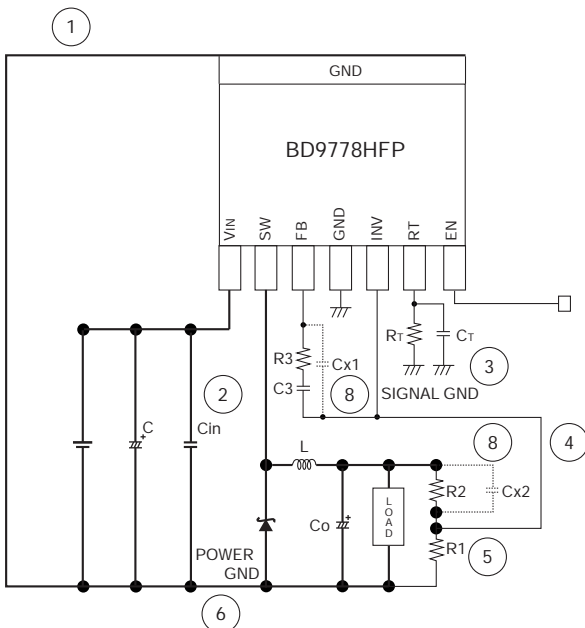 1
GND
BD9778HFP
VIN
SW
FB
GND
INV
RT
EN
R3
Cx1
RT
CT
3
C3
8
SIGNAL GND
C
+
2
Cin
8
4
L
R2
Cx2
Co
+
LOAD
POWER
GND
R1
5
6